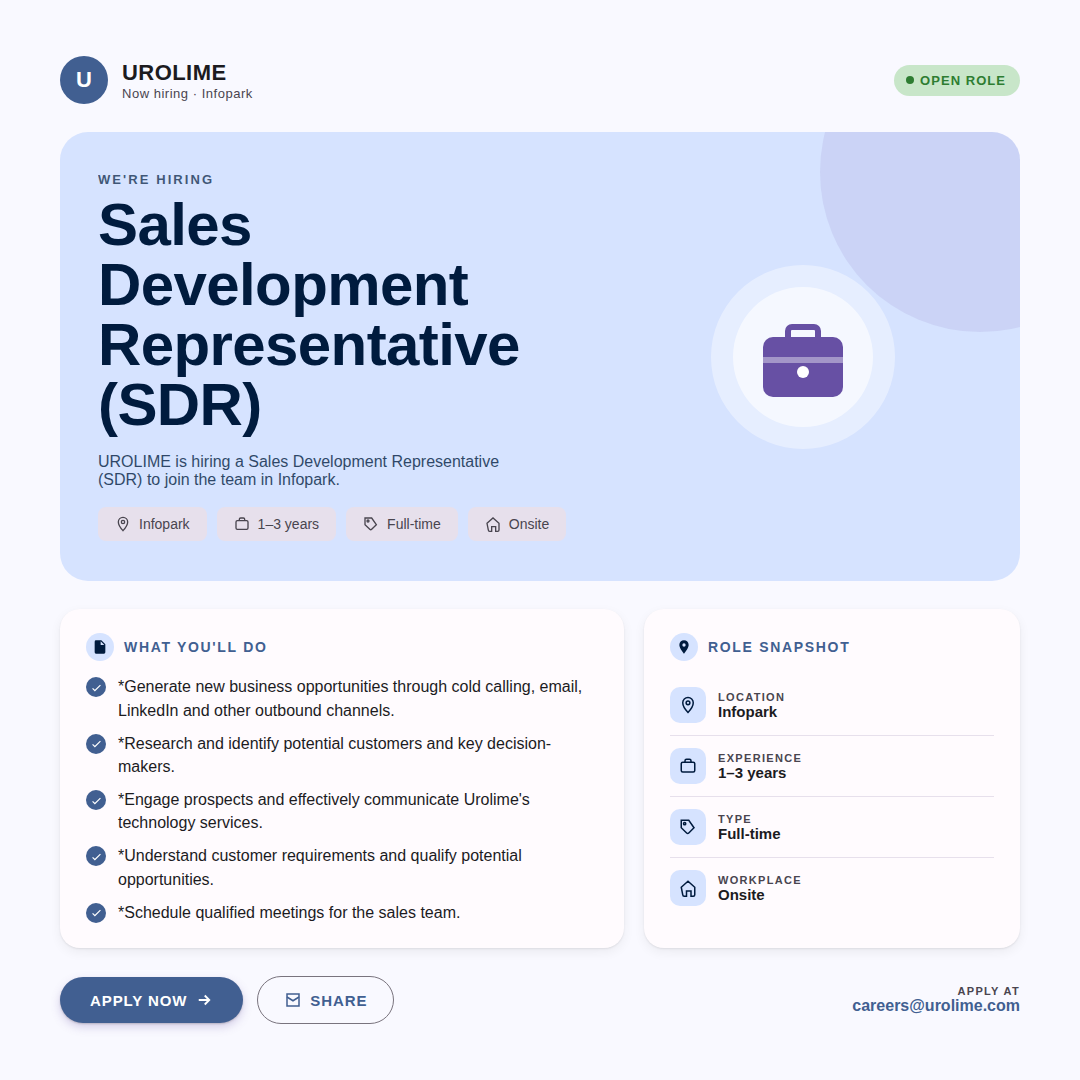 U
UROLIME
Now hiring · Infopark
OPEN ROLE
WE'RE HIRING
Sales
Development
Representative
(SDR)
UROLIME is hiring a Sales Development Representative
(SDR) to join the team in Infopark.
Infopark
1–3 years
Full-time
Onsite
WHAT YOU'LL DO
*Generate new business opportunities through cold calling, email,
LinkedIn and other outbound channels.
*Research and identify potential customers and key decision-
makers.
*Engage prospects and effectively communicate Urolime's
technology services.
*Understand customer requirements and qualify potential
opportunities.
*Schedule qualified meetings for the sales team.
ROLE SNAPSHOT
LOCATION
Infopark
EXPERIENCE
1–3 years
TYPE
Full-time
WORKPLACE
Onsite
APPLY NOW
SHARE
APPLY AT
careers@urolime.com